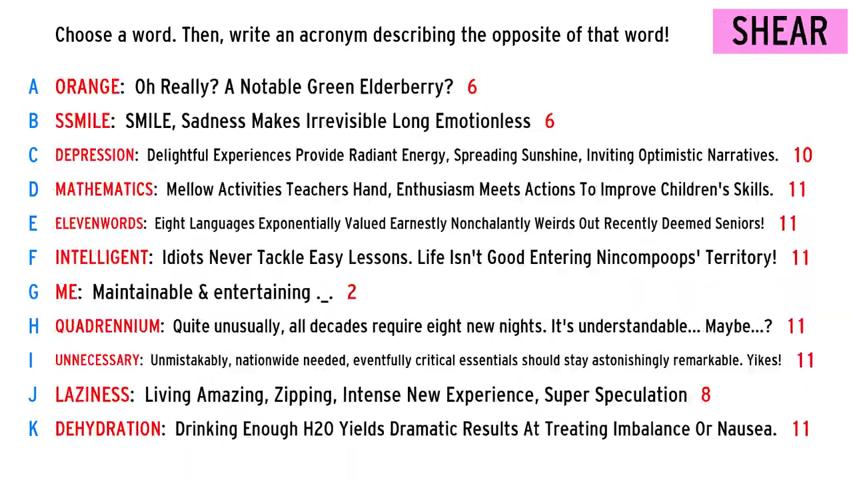 Choose a word. Then, write an acronym describing the opposite of that word! SHEAR
A ORANGE: Oh Really? A Notable Green Elderberry? 6
B SSMILE: SMILE, Sadness Makes Irrevisible Long Emotionless 6
C DEPRESSION: Delightful Experiences Provide Radiant Energy, Spreading Sunshine, Inviting Optimistic Narratives. 10
D MATHEMATICS: Mellow Activities Teachers Hand, Enthusiasm Meets Actions To Improve Children's Skills. 11
E ELEVENWORDS: Eight Languages Exponentially Valued Earnestly Nonchalantly Weirds Out Recently Deemed Seniors! 11
F INTELLIGENT: Idiots Never Tackle Easy Lessons. Life Isn't Good Entering Nincompoops' Territory! 11
G ME: Maintainable & entertaining ._. 2
H QUADRENNIUM: Quite unusually, all decades require eight new nights. It's understandable... Maybe...? 11
I UNNECESSARY: Unmistakably, nationwide needed, eventfully critical essentials should stay astonishingly remarkable. Yikes! 11
J LAZINESS: Living Amazing, Zipping, Intense New Experience, Super Speculation 8
K DEHYDRATION: Drinking Enough H2O Yields Dramatic Results At Treating Imbalance Or Nausea. 11